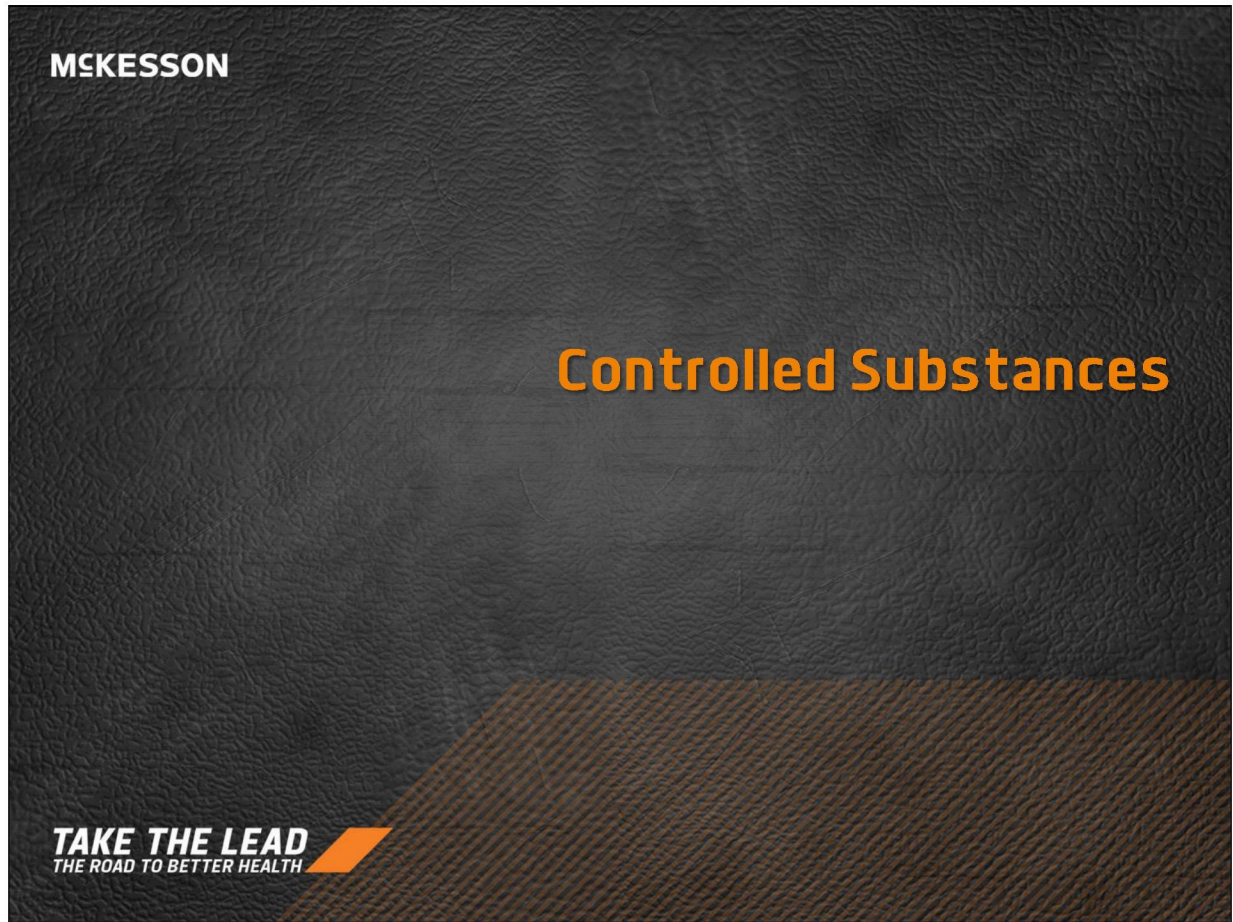 McKESSON
Controlled Substances
TAKE THE LEAD
THE ROAD TO BETTER HEALTH